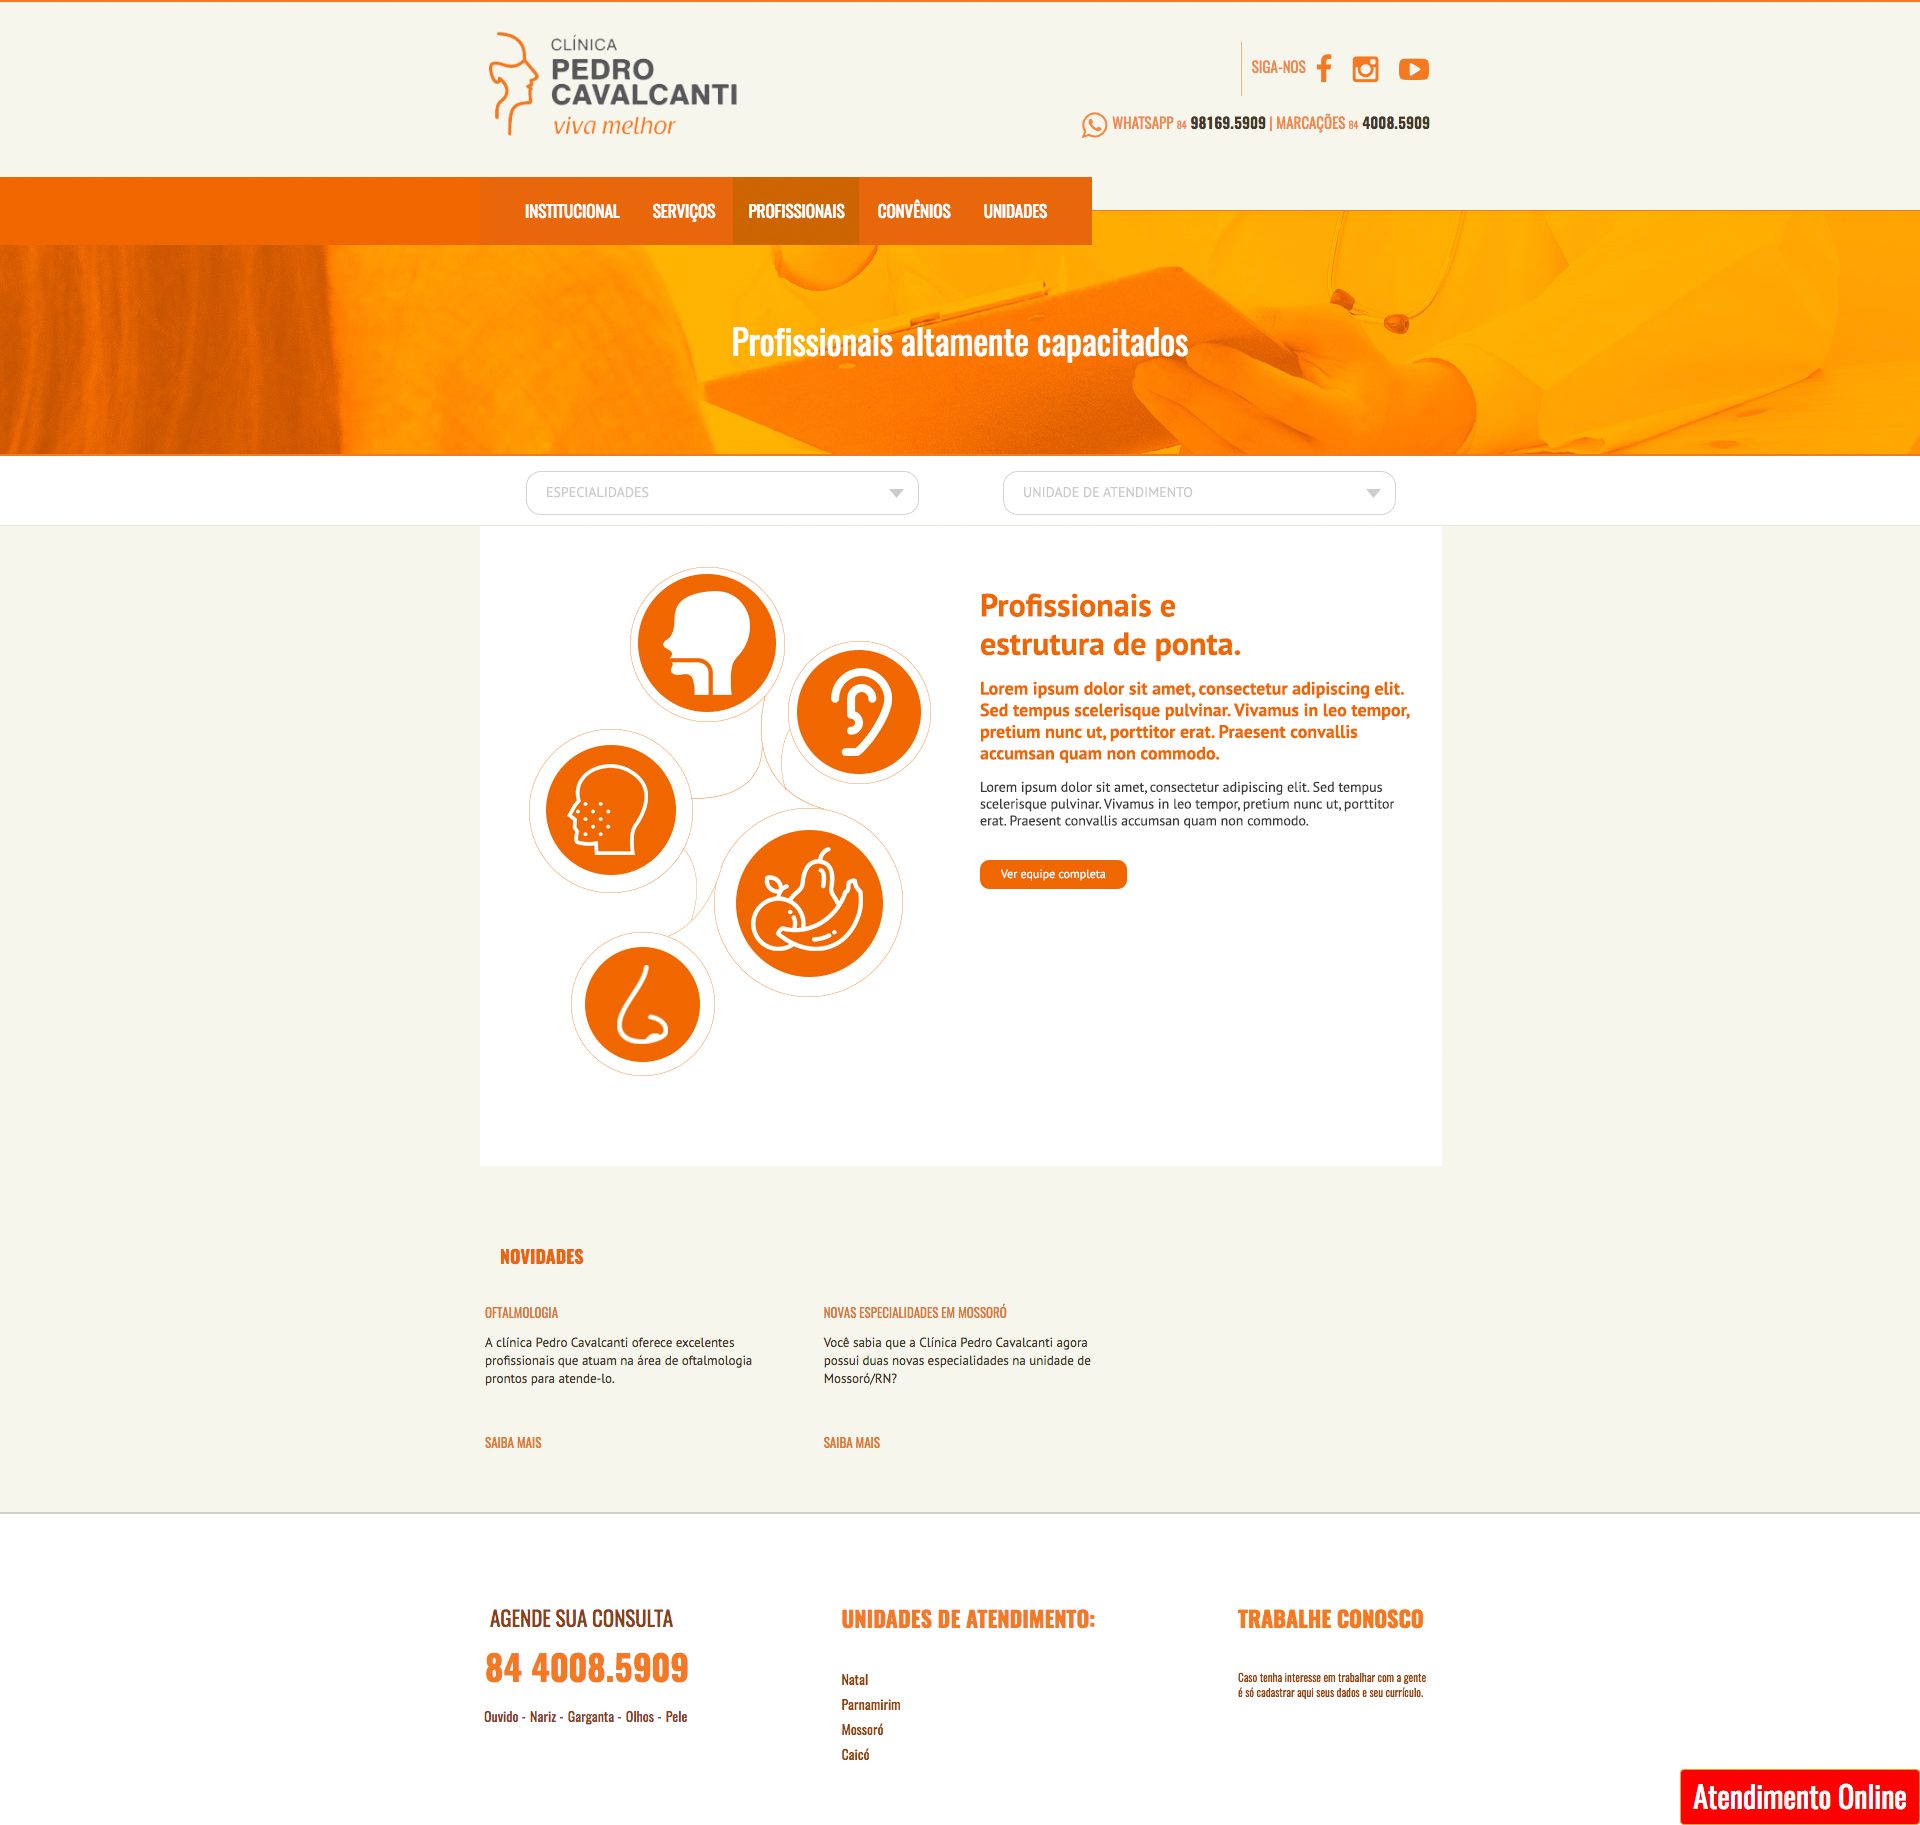 CLÍNICA
PEDRO
CAVALCANTI
viva melhor
SIGA-NOS
WHATSAPP 84 98169.5909 | MARCAÇÕES 84 4008.5909
INSTITUCIONAL SERVIÇOS PROFISSIONAIS CONVÊNIOS UNIDADES
Profissionais altamente capacitados
ESPECIALIDADES
UNIDADE DE ATENDIMENTO
Profissionais e
estrutura de ponta.
Lorem ipsum dolor sit amet, consectetur adipiscing elit.
Sed tempus scelerisque pulvinar. Vivamus in leo tempor,
pretium nunc ut, porttitor erat. Praesent convallis
accumsan quam non commodo.
Lorem ipsum dolor sit amet, consectetur adipiscing elit. Sed tempus
scelerisque pulvinar. Vivamus in leo tempor, pretium nunc ut, porttitor
erat. Praesent convallis accumsan quam non commodo.
Ver equipe completa
NOVIDADES
OFTALMOLOGIA
A clínica Pedro Cavalcanti oferece excelentes
profissionais que atuam na área de oftalmologia
prontos para atende-lo.
SAIBA MAIS
NOVAS ESPECIALIDADES EM MOSSORÓ
Você sabia que a Clínica Pedro Cavalcanti agora
possui duas novas especialidades na unidade de
Mossoró/RN?
SAIBA MAIS
AGENDE SUA CONSULTA
84 4008.5909
Ouvido - Nariz - Garganta - Olhos - Pele
UNIDADES DE ATENDIMENTO:
Natal
Parnamirim
Mossoró
Caicó
TRABALHE CONOSCO
Caso tenha interesse em trabalhar com a gente
é só cadastrar aqui seus dados e seu currículo.
Atendimento Online